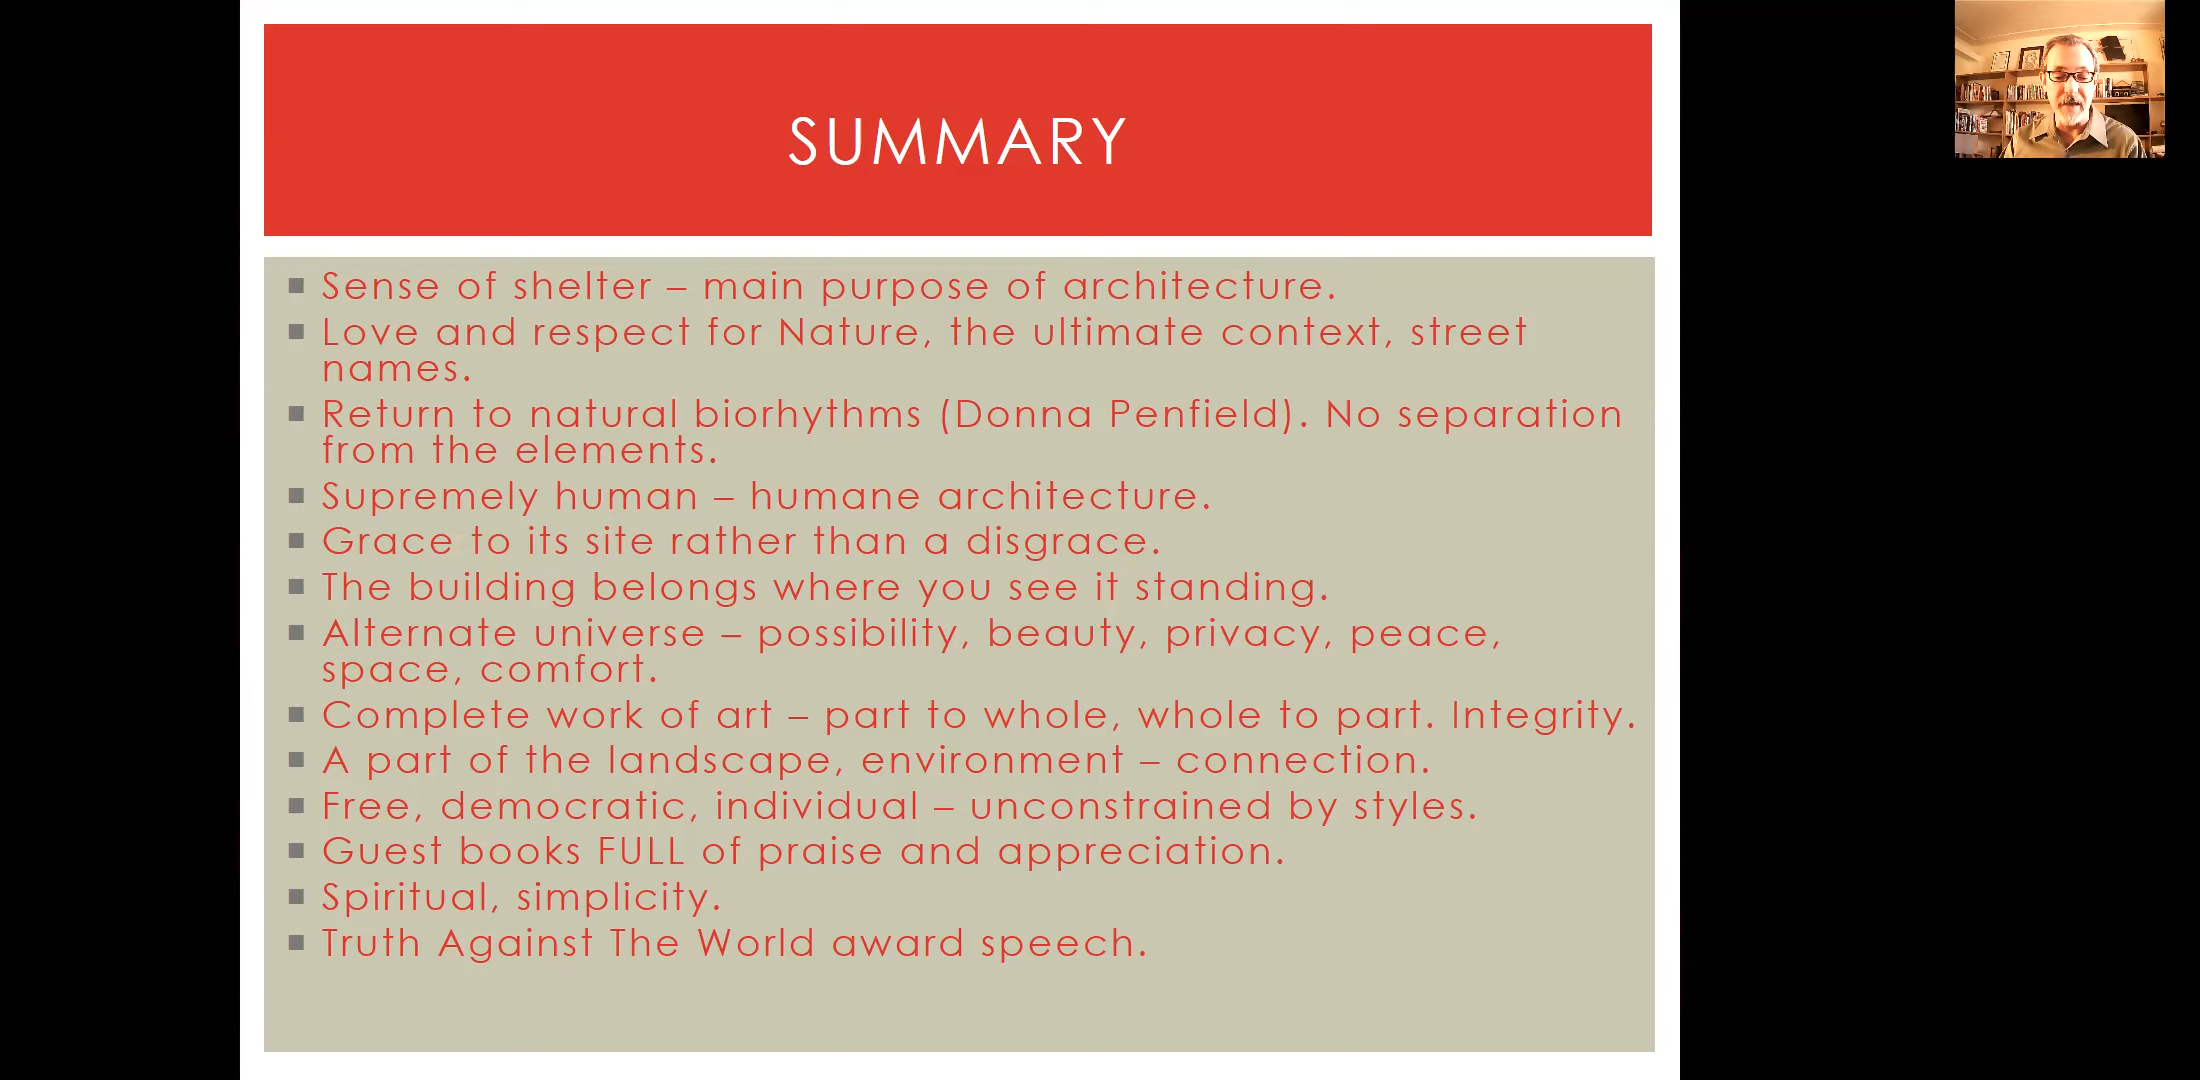 SUMMARY
Sense of shelter – main purpose of architecture.
Love and respect for Nature, the ultimate context, street
names.
Return to natural biorhythms (Donna Penfield). No separation
from the elements.
Supremely human – humane architecture.
Grace to its site rather than a disgrace.
The building belongs where you see it standing.
Alternate universe – possibility, beauty, privacy, peace,
space, comfort.
Complete work of art – part to whole, whole to part. Integrity.
A part of the landscape, environment – connection.
Free, democratic, individual – unconstrained by styles.
Guest books FULL of praise and appreciation.
Spiritual, simplicity.
Truth Against The World award speech.